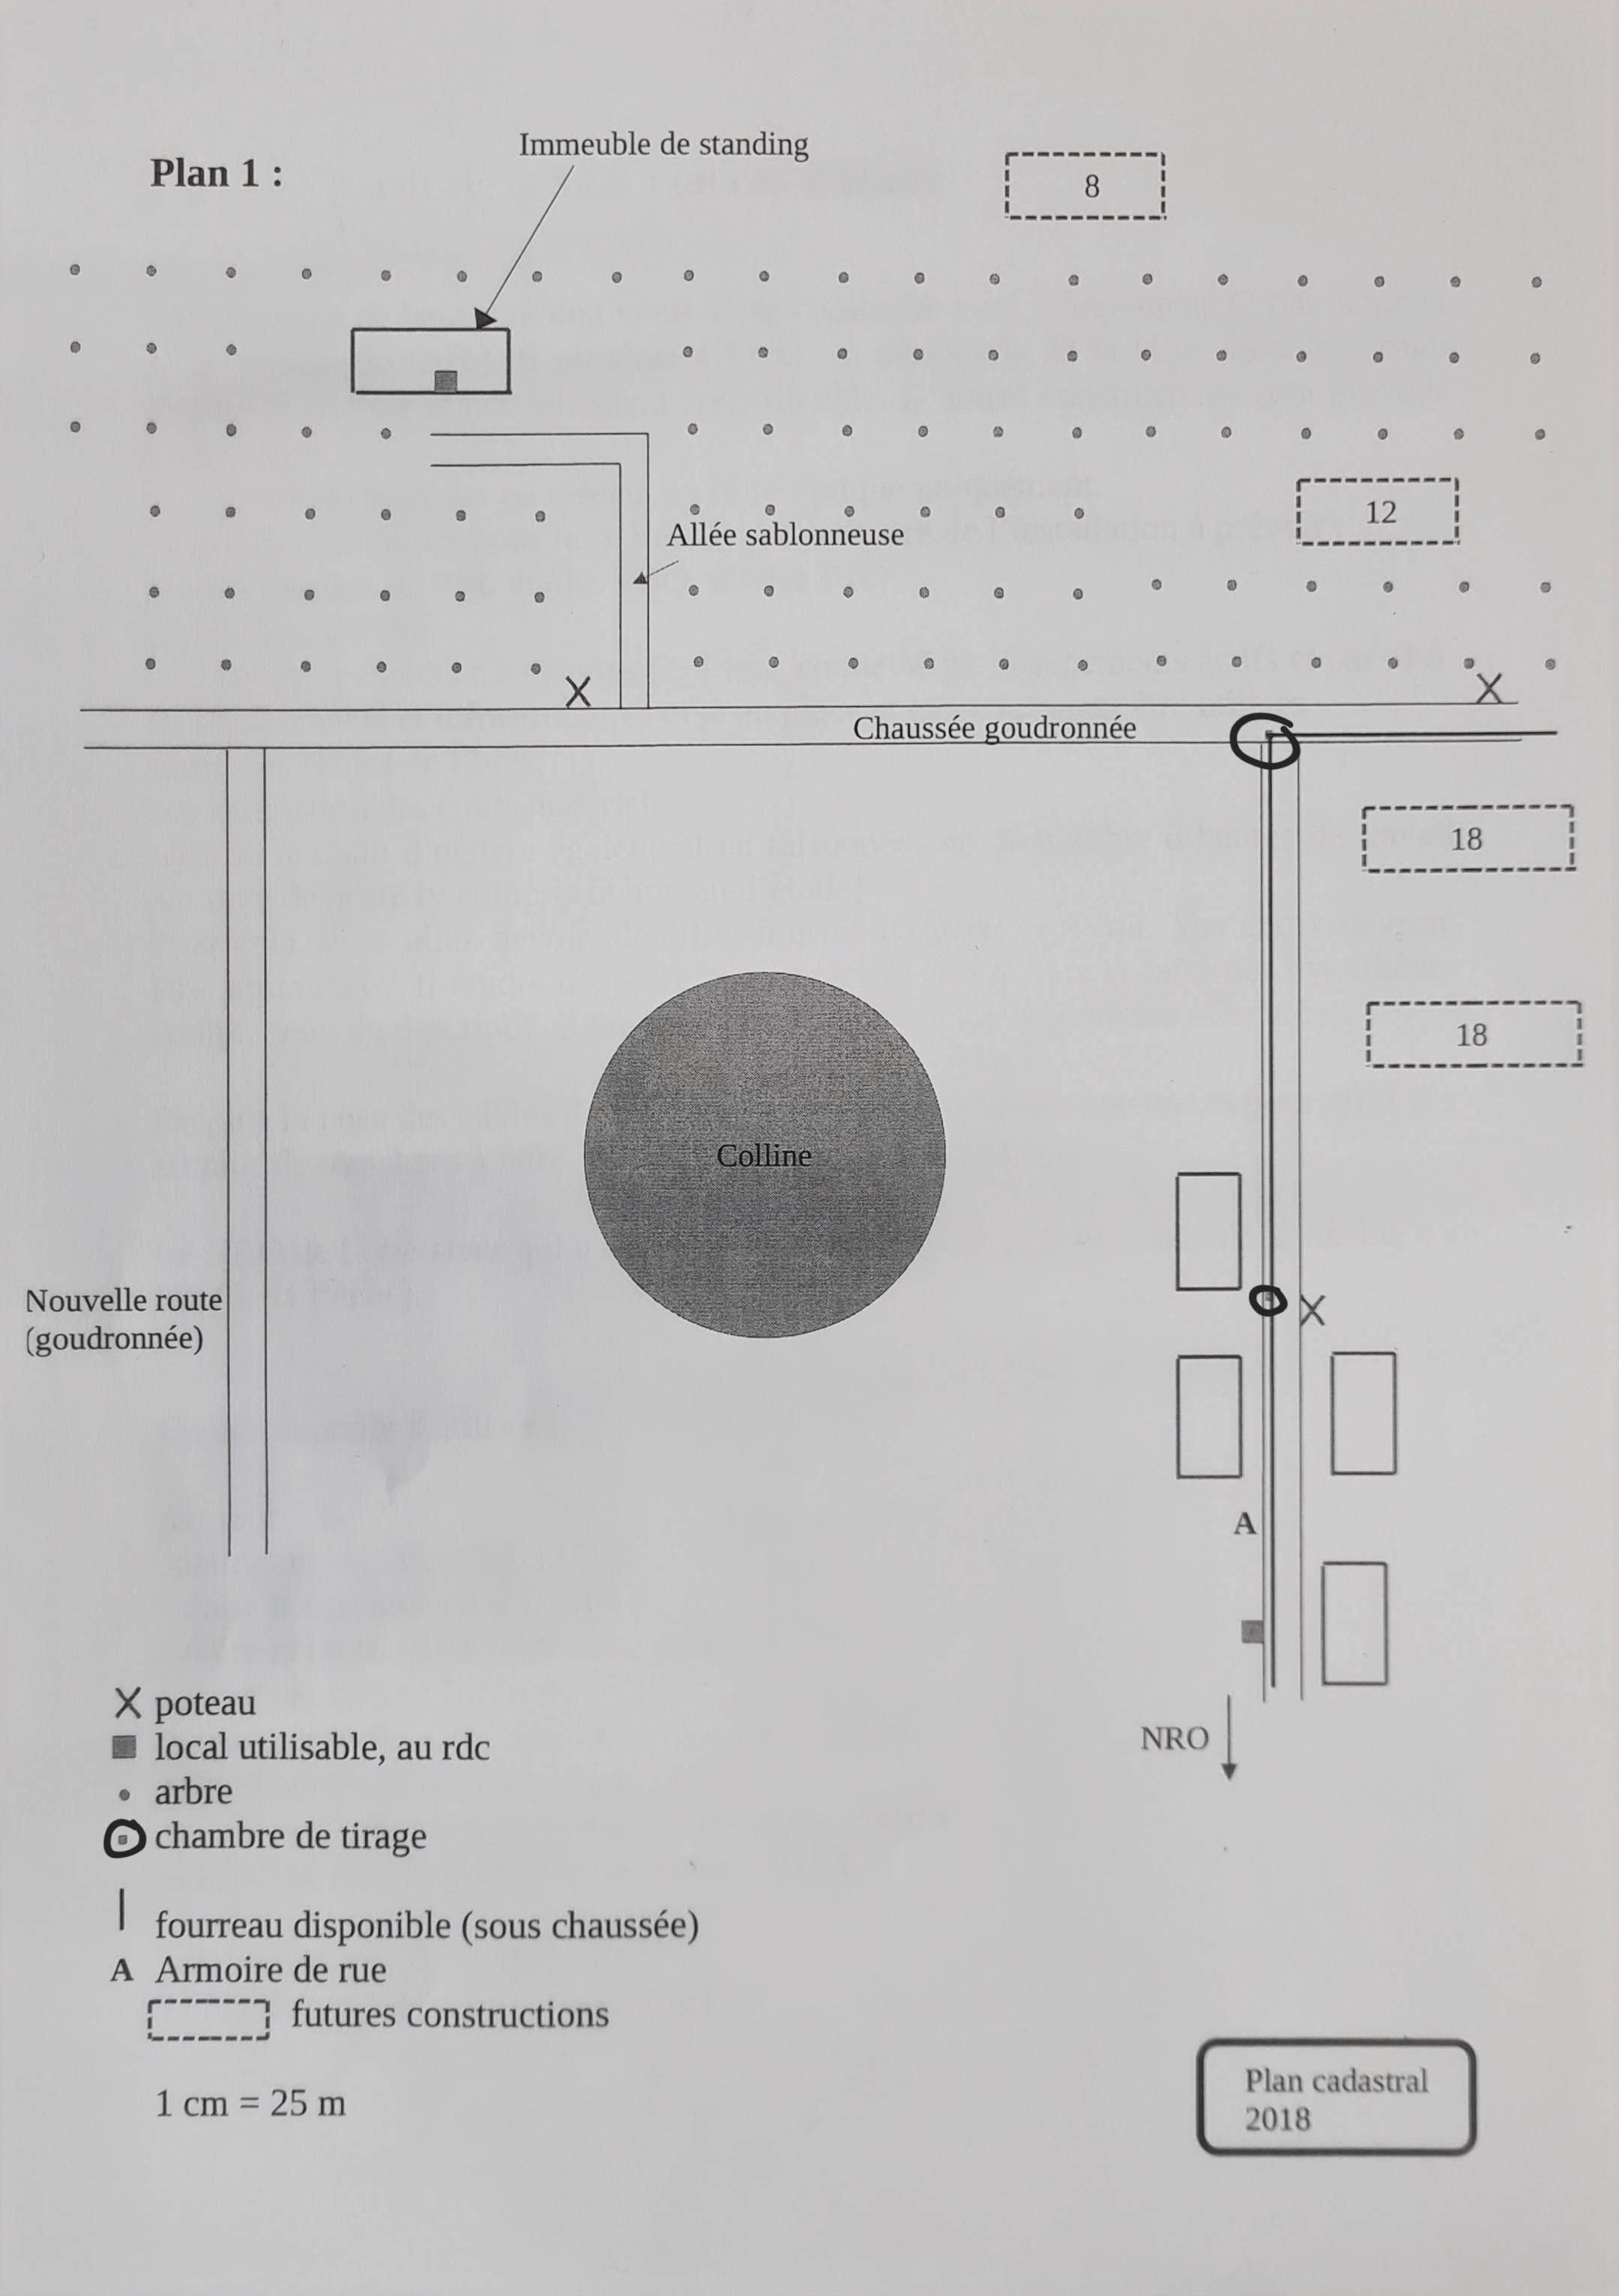 Immeuble de standing
Plan 1 :
8
12
Allée sablonneuse
Chaussée goudronnée
18
18
Colline
Nouvelle route
(goudronnée)
A
NRO
X poteau
local utilisable, au rdc
arbre
chambre de tirage
fourreau disponible (sous chaussée)
A Armoire de rue
futures constructions
1 cm = 25 m
Plan cadastral
2018